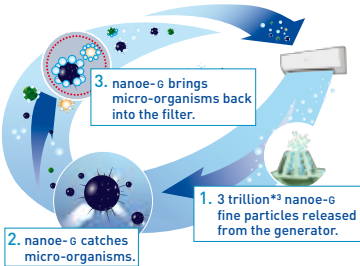 1. 3 trillion*³ nanoe-G
fine particles released
from the generator.
2. nanoe-G catches
micro-organisms.
3. nanoe-G brings
micro-organisms back
into the filter.